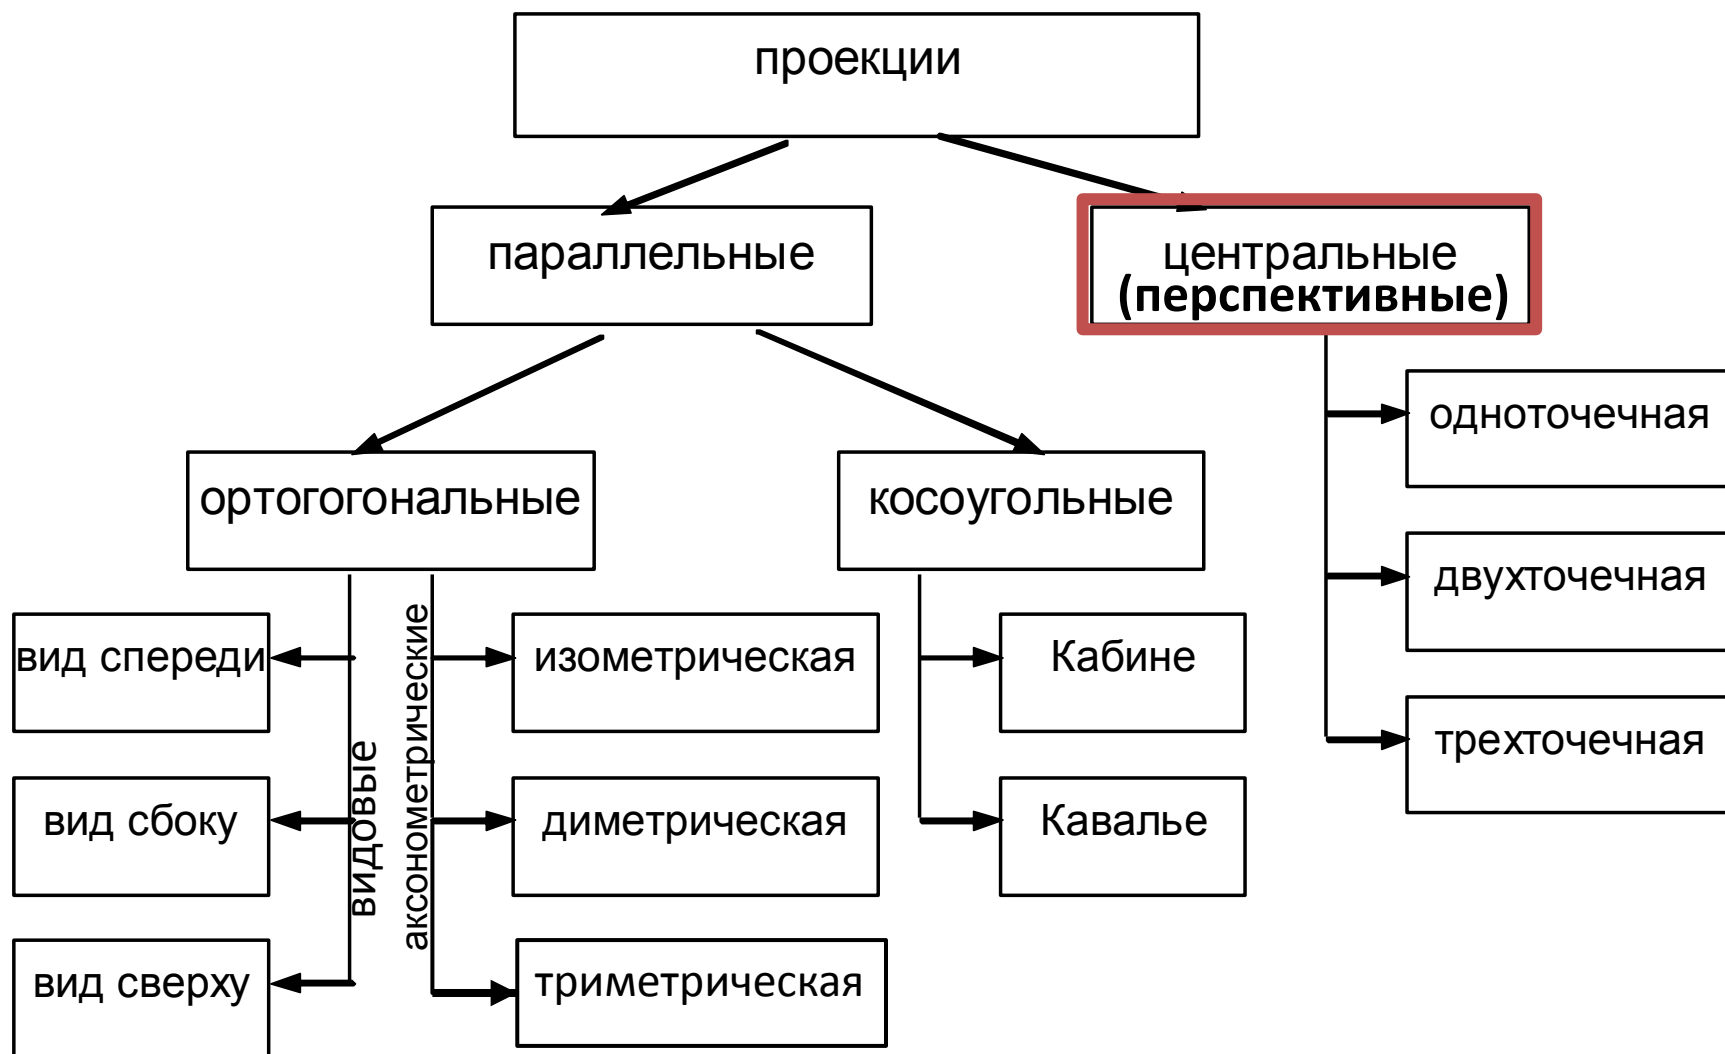 проекции
параллельные
центральные
(перспективные)
одноточечная
ортогогональные
косоугольные
двухточечная
вид спереди
изометрическая
Кабине
трехточечная
видовые
аксонометрические
вид сбоку
диметрическая
Кавалье
вид сверху
триметрическая